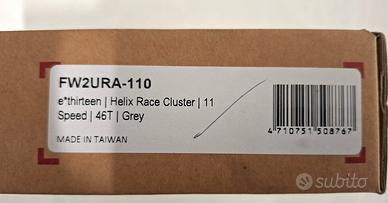 FW2URA-110
e*thirteen | Helix Race Cluster | 11
Speed | 46T | Grey
MADE IN TAIWAN
4 710751 508767
subito